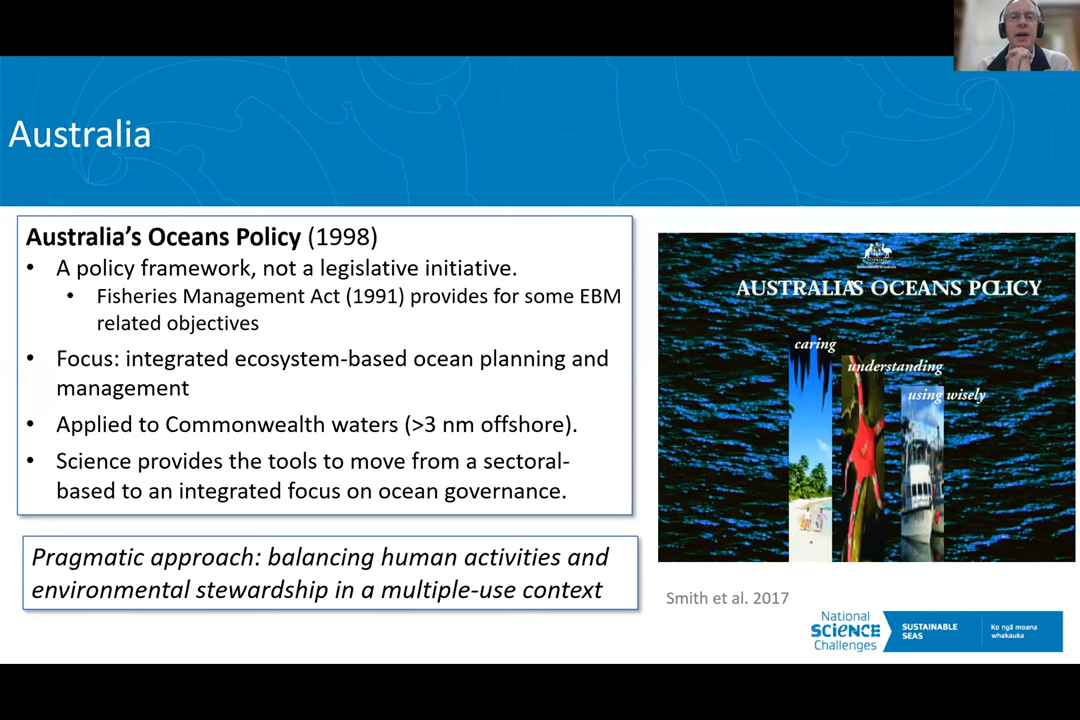 Australia
Australia's Oceans Policy (1998)
• A policy framework, not a legislative initiative.
• Fisheries Management Act (1991) provides for some EBM
related objectives
• Focus: integrated ecosystem-based ocean planning and
management
• Applied to Commonwealth waters (>3 nm offshore).
• Science provides the tools to move from a sectoral-
based to an integrated focus on ocean governance.
Pragmatic approach: balancing human activities and
environmental stewardship in a multiple-use context
AUSTRALIA'S OCEANS POLICY
caring
understanding
using wisely
Smith et al. 2017
National
SCIENCE
Challenges
SUSTAINABLE
SEAS
Ko ngā moana
whakauka